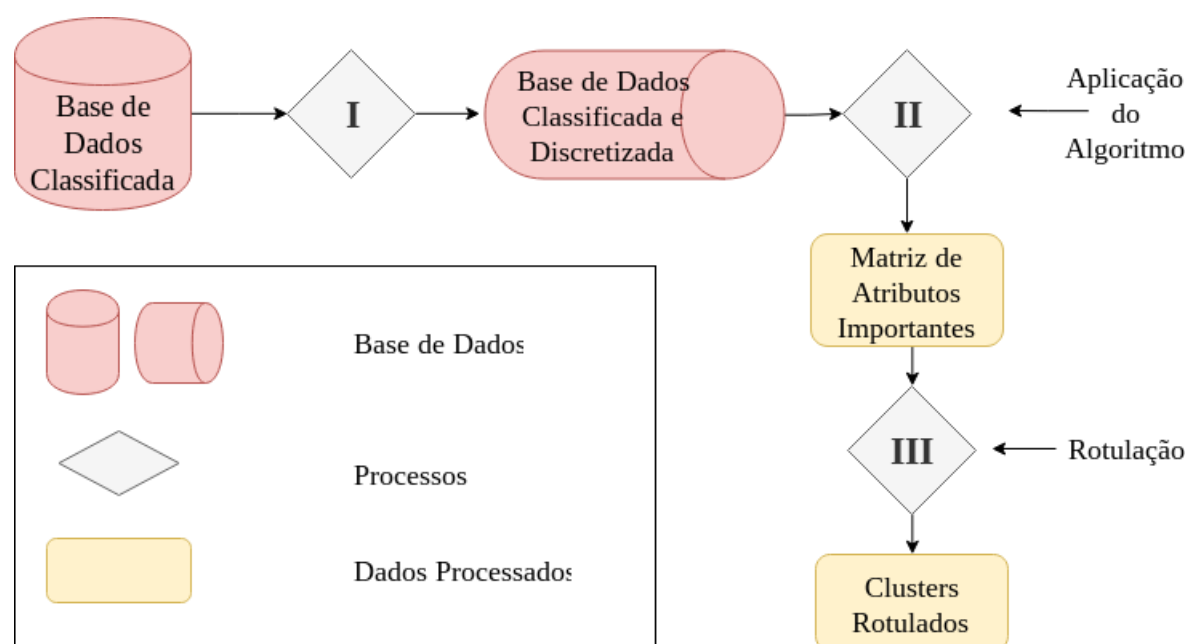 Base de
Dados
Classificada
I
Base de Dados
Classificada e
Discretizada
II
Aplicação
do
Algoritmo
Matriz de
Atributos
Importantes
III
Rotulação
Clusters
Rotulados
Base de Dados
Processos
Dados Processados